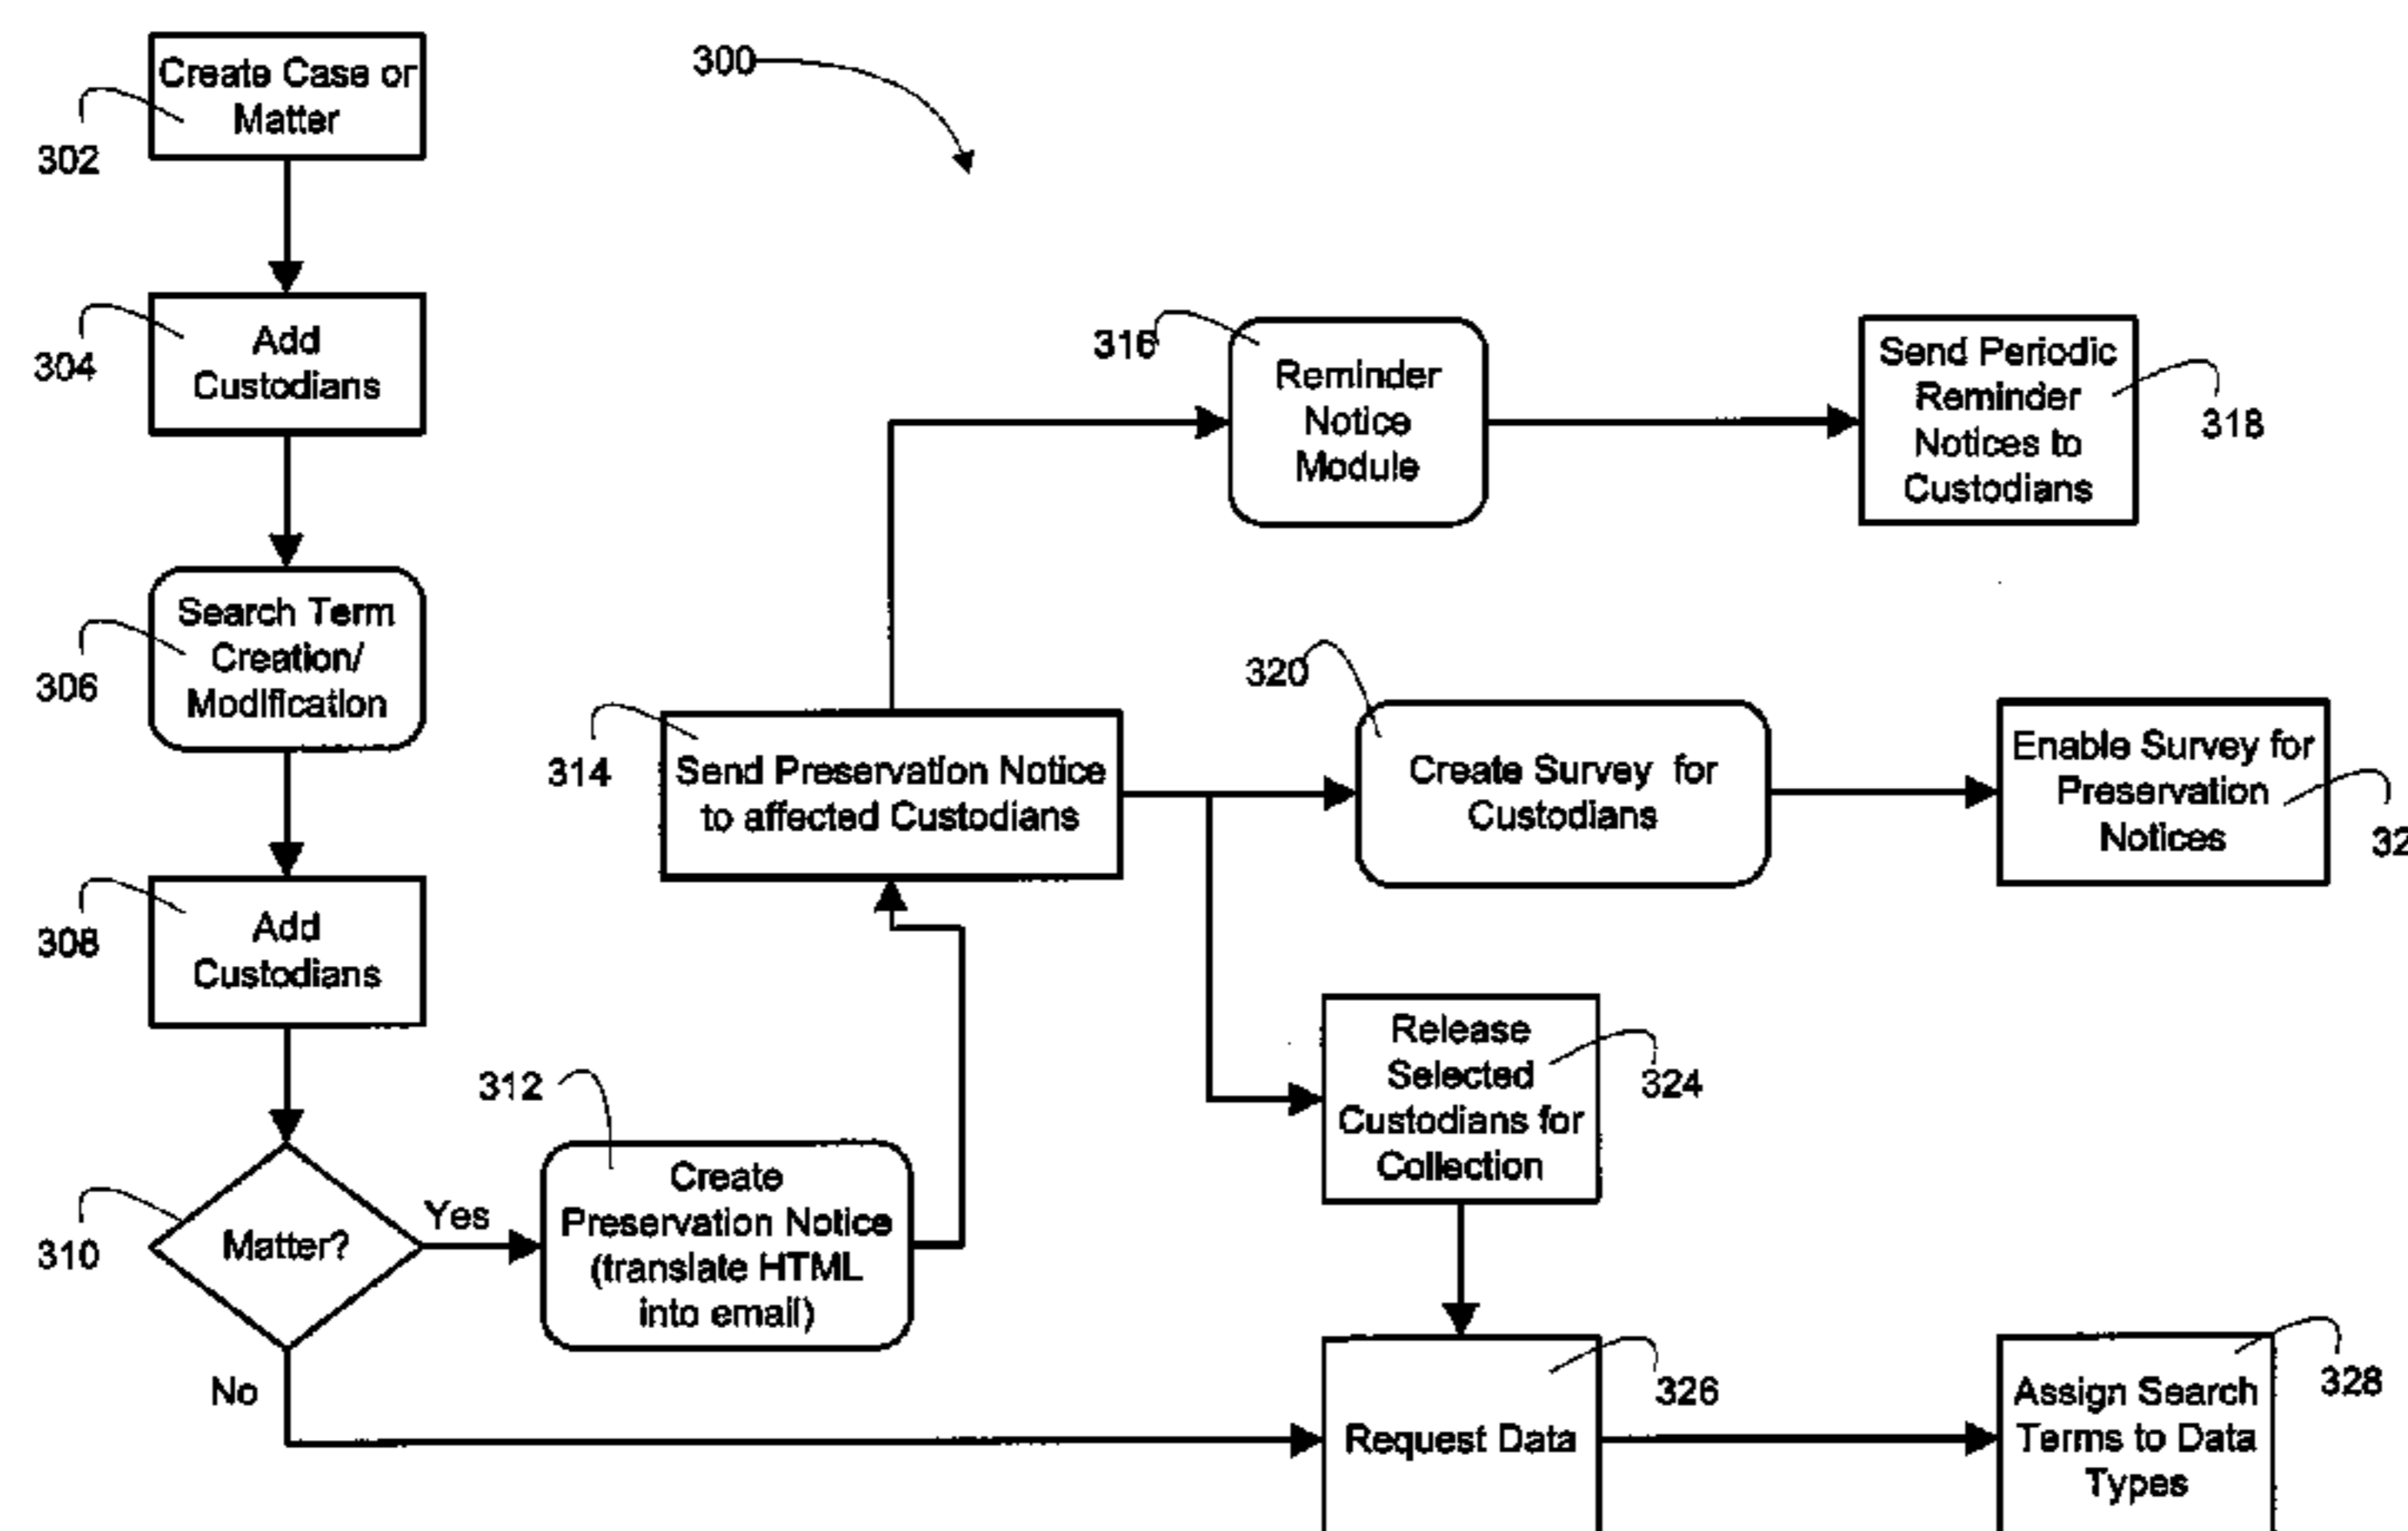 Create Case or
Matter
302
300
Add
Custodians
304
316
Reminder
Notice
Module
Send Periodic
Reminder
Notices to
Custodians
318
Search Term
Creation/
Modification
306
314
Send Preservation Notice
to affected Custodians
320
Create Survey for
Custodians
Enable Survey for
Preservation
Notices
32
Add
Custodians
308
Release
Selected
Custodians for
Collection
324
312
Create
Preservation Notice
(translate HTML
into email)
Matter?
310
Yes
No
Request Data
326
Assign Search
Terms to Data
Types
328